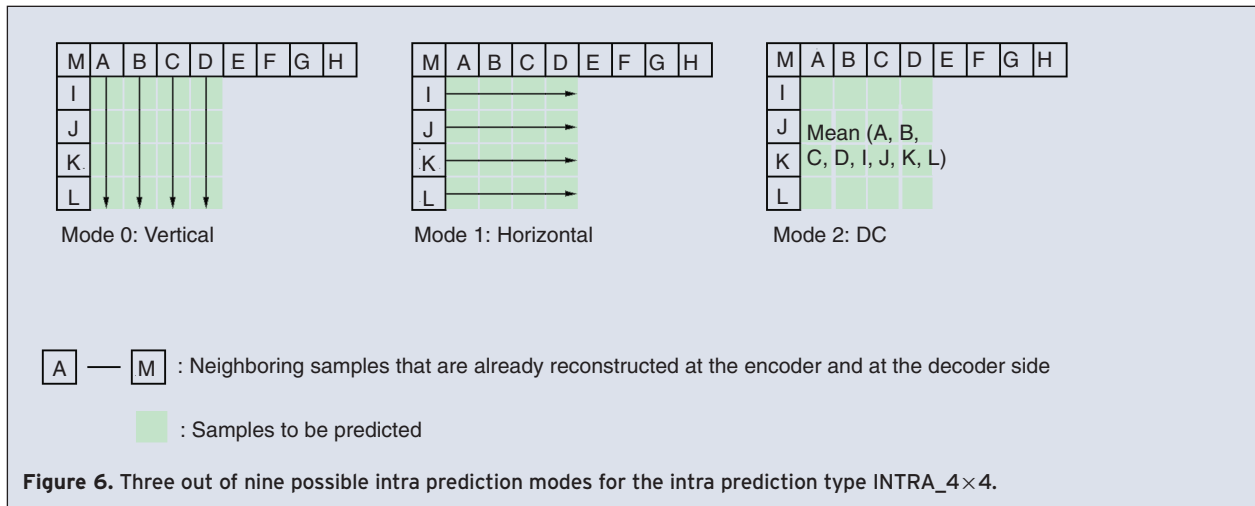 M A B C D E F G H
I
J
K
L
Mode 0: Vertical
M A B C D E F G H
I
J
K
L
Mode 1: Horizontal
M A B C D E F G H
I
J
K
L
Mean (A, B,
C, D, I, J, K, L)
Mode 2: DC
A — M : Neighboring samples that are already reconstructed at the encoder and at the decoder side
: Samples to be predicted
Figure 6. Three out of nine possible intra prediction modes for the intra prediction type INTRA_4×4.